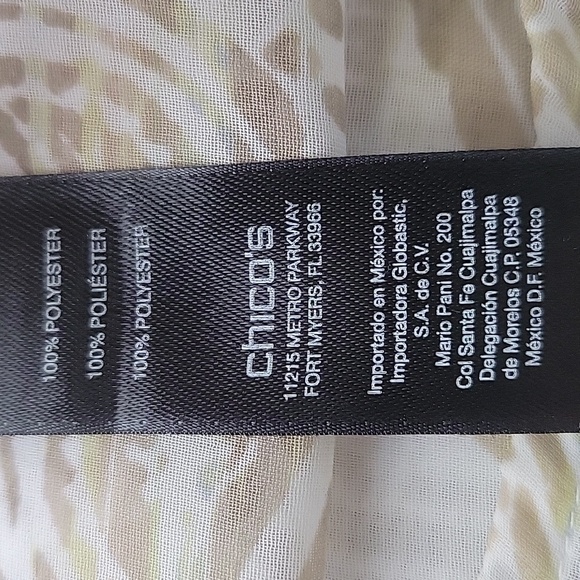 100% POLYESTER
100% POLIÉSTER
100% POLYESTER
chico's
11215 METRO PARKWAY
FORT MYERS, FL 33966
Importado en México por:
Importadora Globastic,
S.A. de C.V.
Mario Pani No. 200
Col Santa Fe Cuajimalpa
Delegación Cuajimalpa
de Morelos C.P. 05348
México D.F. México